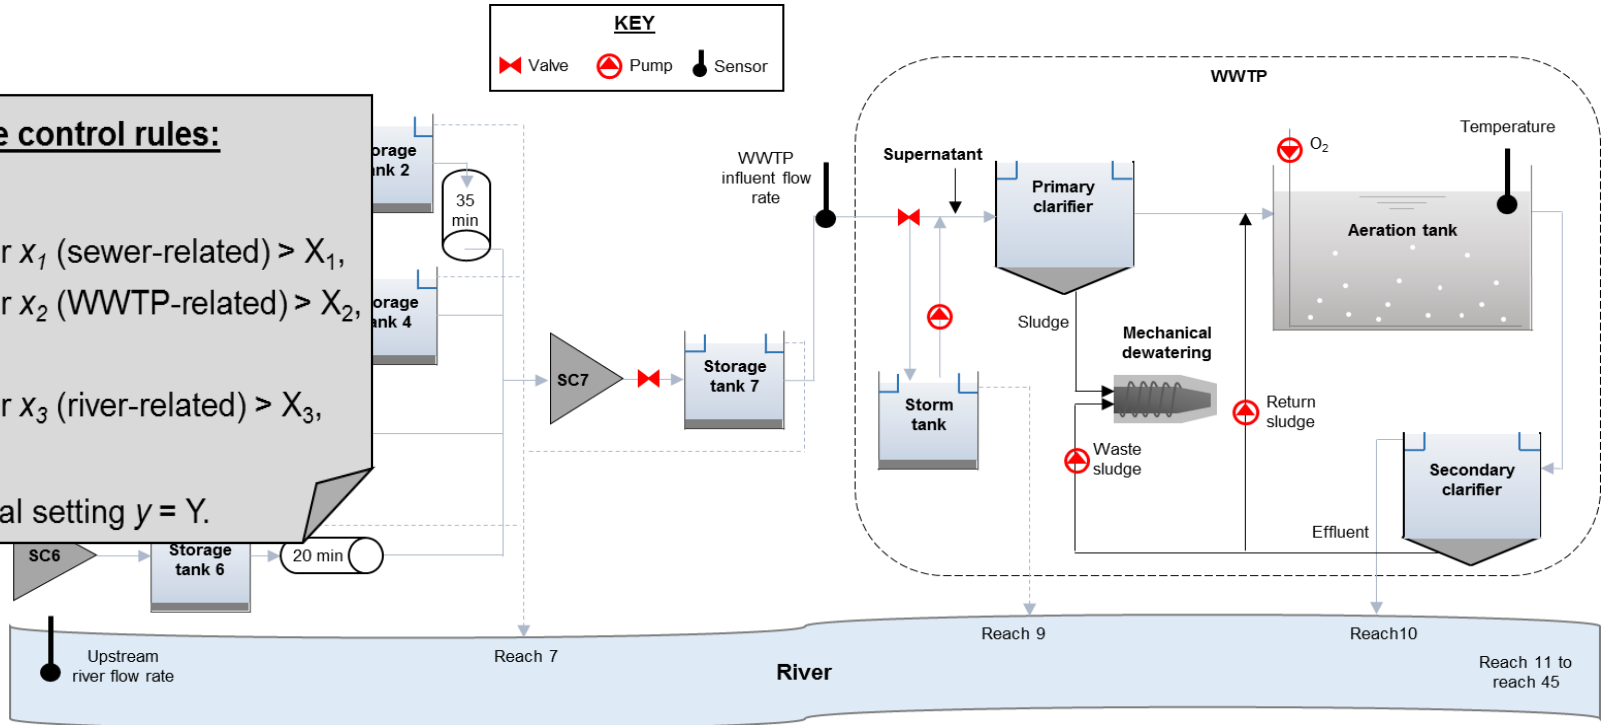 KEY
Valve
Pump
Sensor
e control rules:
r x1 (sewer-related) > X1,
r x2 (WWTP-related) > X2,
r x3 (river-related) > X3,
al setting y = Y.
orage
nk 2
35
min
orage
nk 4
SC7
Storage
tank 7
SC6
Storage
tank 6
20 min
WWTP
influent flow
rate
WWTP
Supernatant
Primary
clarifier
O2
Temperature
Aeration tank
Sludge
Mechanical
dewatering
Storm
tank
Return
sludge
Waste
sludge
Secondary
clarifier
Effluent
Upstream
river flow rate
Reach 7
River
Reach 9
Reach10
Reach 11 to
reach 45